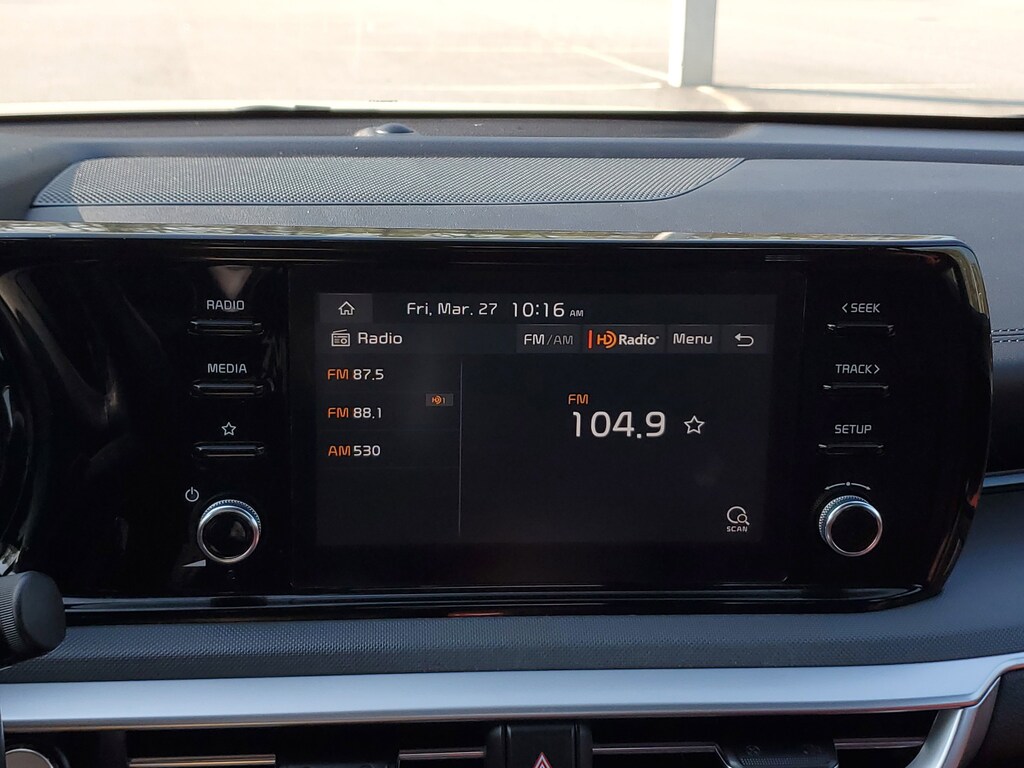 RADIO
MEDIA
Fri, Mar. 27 10:16 AM
Radio FM/AM HD Radio Menu
FM 87.5
FM 88.1 HD1
AM 530
FM
104.9
SCAN
< SEEK
TRACK >
SETUP